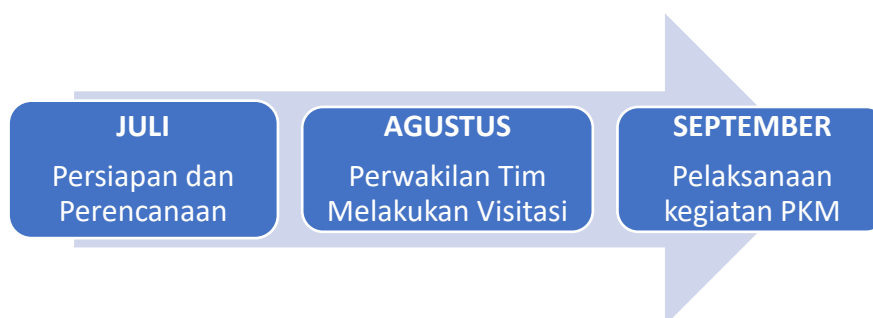 JULI
Persiapan dan
Perencanaan
AGUSTUS
Perwakilan Tim
Melakukan Visitasi
SEPTEMBER
Pelaksanaan
kegiatan PKM